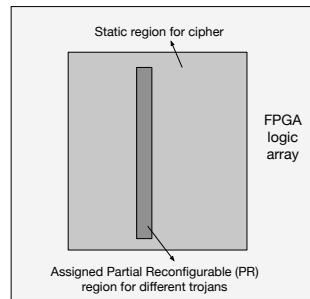 Static region for cipher
FPGA
logic
array
Assigned Partial Reconfigurable (PR)
region for different trojans